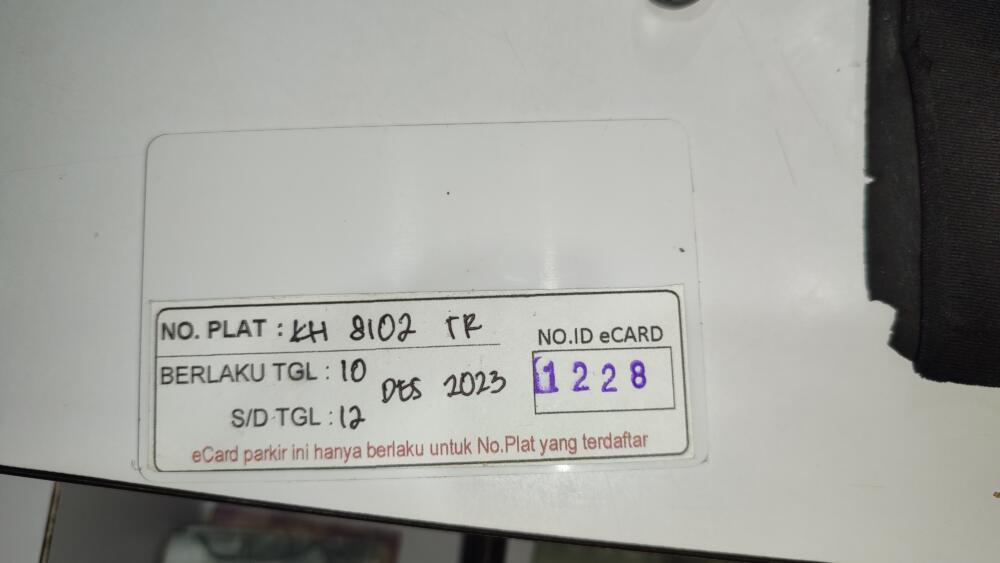 NO. PLAT : KH 8102 TR
NO.ID eCARD
BERLAKU TGL : 10 DES 2023
1228
S/D TGL : 12
eCard parkir ini hanya berlaku untuk No.Plat yang terdaftar